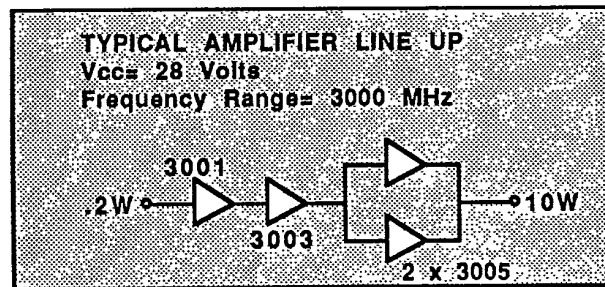 TYPICAL AMPLIFIER LINE UP
Vcc= 28 Volts
Frequency Range= 3000 MHz
3001
.2W
3003
10W
2 x 3005